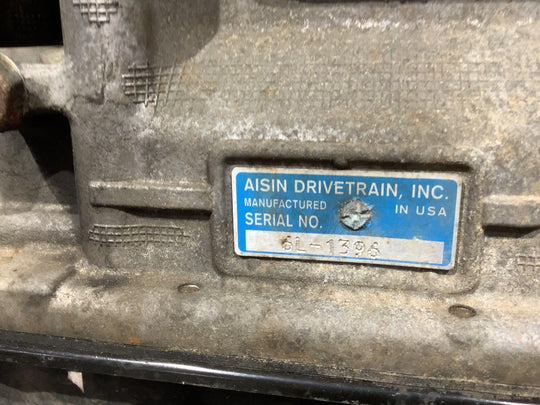 AISIN DRIVETRAIN, INC.
MANUFACTURED IN USA
SERIAL NO.
6L-1396